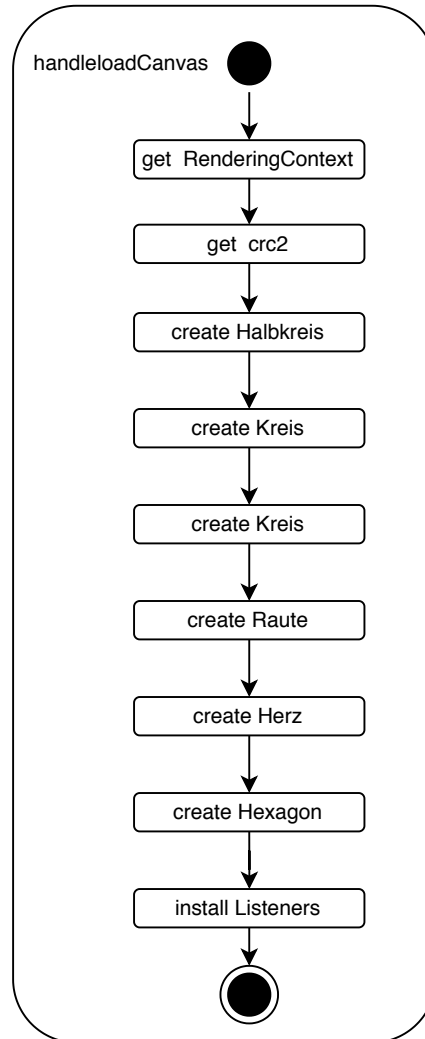 handleloadCanvas
get  RenderingContext
get  crc2
create Halbkreis
create Kreis
create Kreis
create Raute
create Herz
create Hexagon
install Listeners